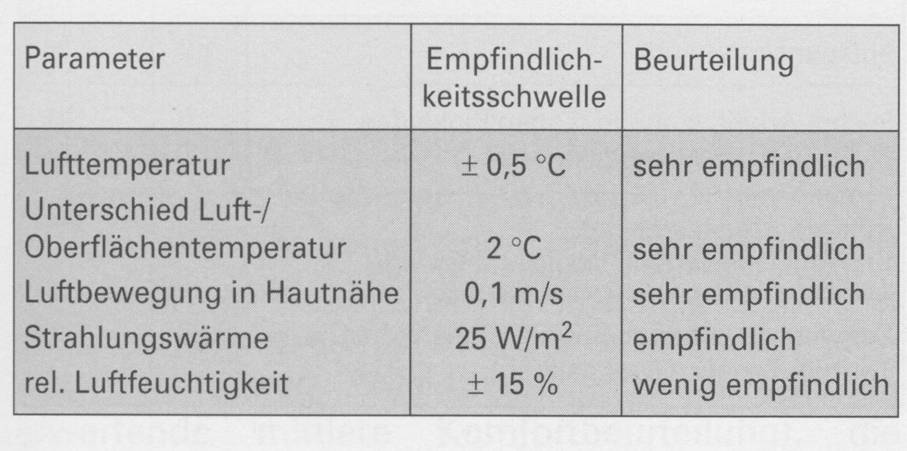 Parameter Empfindlich- Beurteilung
keitsschwelle
Lufttemperatur ± 0,5 °C sehr empfindlich
Unterschied Luft-/
Oberflächentemperatur 2 °C sehr empfindlich
Luftbewegung in Hautnähe 0,1 m/s sehr empfindlich
Strahlungswärme 25 W/m² empfindlich
rel. Luftfeuchtigkeit ± 15 % wenig empfindlich